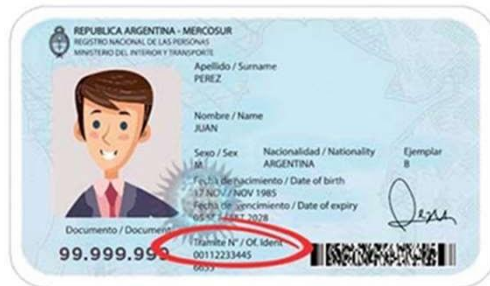 REPUBLICA ARGENTINA - MERCOSUR
REGISTRO NACIONAL DE LAS PERSONAS
MINISTERIO DEL INTERIOR Y TRANSPORTE
Apellido / Surname
PEREZ
Nombre / Name
JUAN
Sexo / Sex Nacionalidad / Nationality Ejemplar
M ARGENTINA B
Fecha de nacimiento / Date of birth
17 NOV / NOV 1985
Fecha de vencimiento / Date of expiry
2028
Documento / Document
Trámite N° / Of. Ident
99.999.999
00112233445
6655